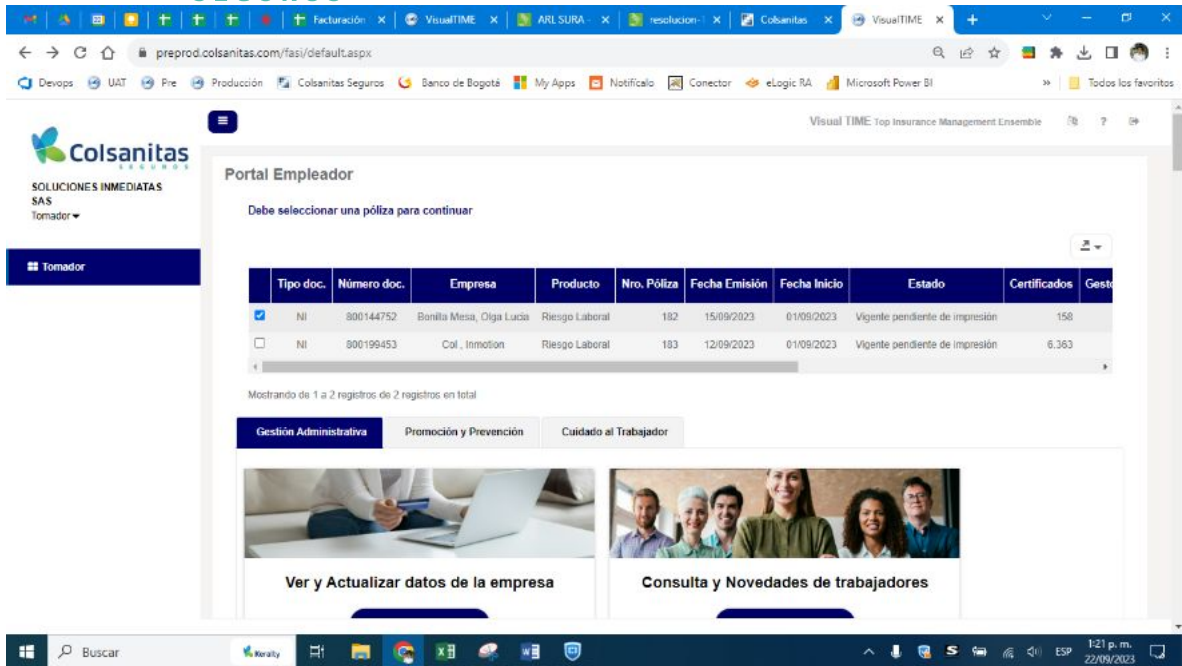 Facturación
VisualTIME
ARL SURA -
resolucion-1
Colsanitas
VisualTIME
preprod.colsanitas.com/fasi/default.aspx
Devops UAT Pre Producción Colsanitas Seguros Banco de Bogotá My Apps Notifícalo Conector eLogic RA Microsoft Power BI » Todos los favoritos
Visual TIME Top Insurance Management Ensemble ?
Colsanitas
SEGUROS
SOLUCIONES INMEDIATAS
SAS
Tomador
Tomador
Portal Empleador
Debe seleccionar una póliza para continuar
Tipo doc. Número doc. Empresa Producto Nro. Póliza Fecha Emisión Fecha Inicio Estado Certificados Gesto
NI 800144752 Bonilla Mesa, Olga Lucia Riesgo Laboral 182 15/09/2023 01/09/2023 Vigente pendiente de impresión 158
NI 800199453 Col , Inmotion Riesgo Laboral 183 12/09/2023 01/09/2023 Vigente pendiente de impresión 6.363
Mostrando de 1 a 2 registros de 2 registros en total
Gestión Administrativa Promoción y Prevención Cuidado al Trabajador
Ver y Actualizar datos de la empresa
Consulta y Novedades de trabajadores
Buscar
Keralty
ESP
1:21 p. m.
22/09/2023